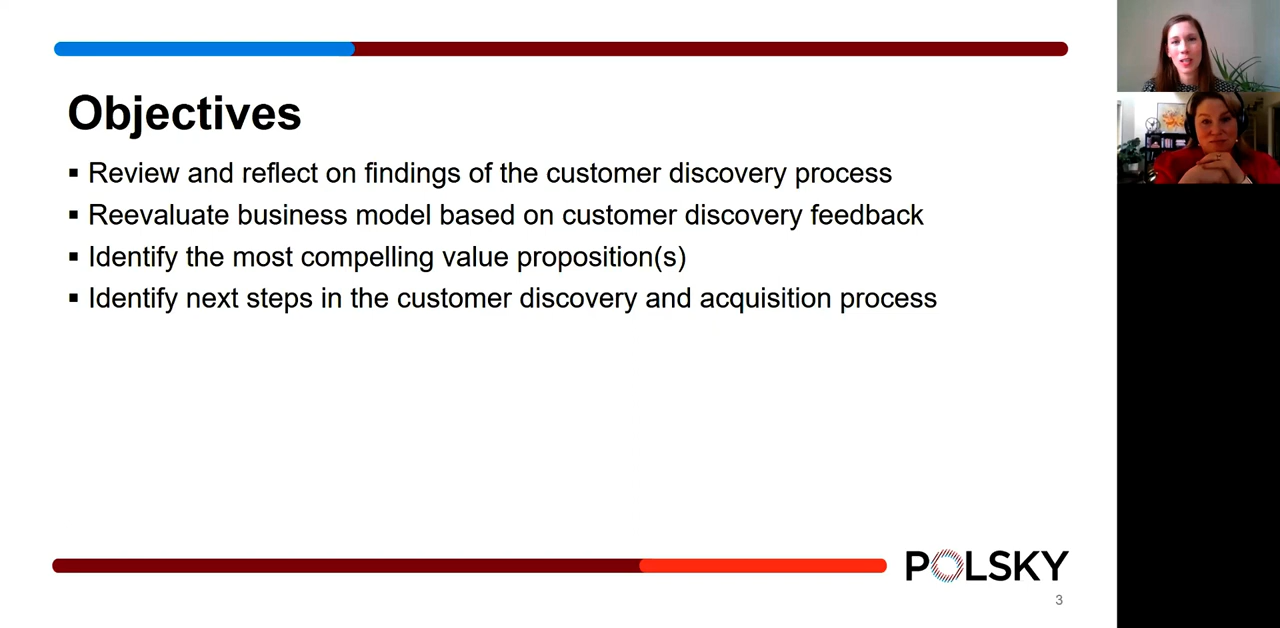 Objectives
▪ Review and reflect on findings of the customer discovery process
▪ Reevaluate business model based on customer discovery feedback
▪ Identify the most compelling value proposition(s)
▪ Identify next steps in the customer discovery and acquisition process
POLSKY
3